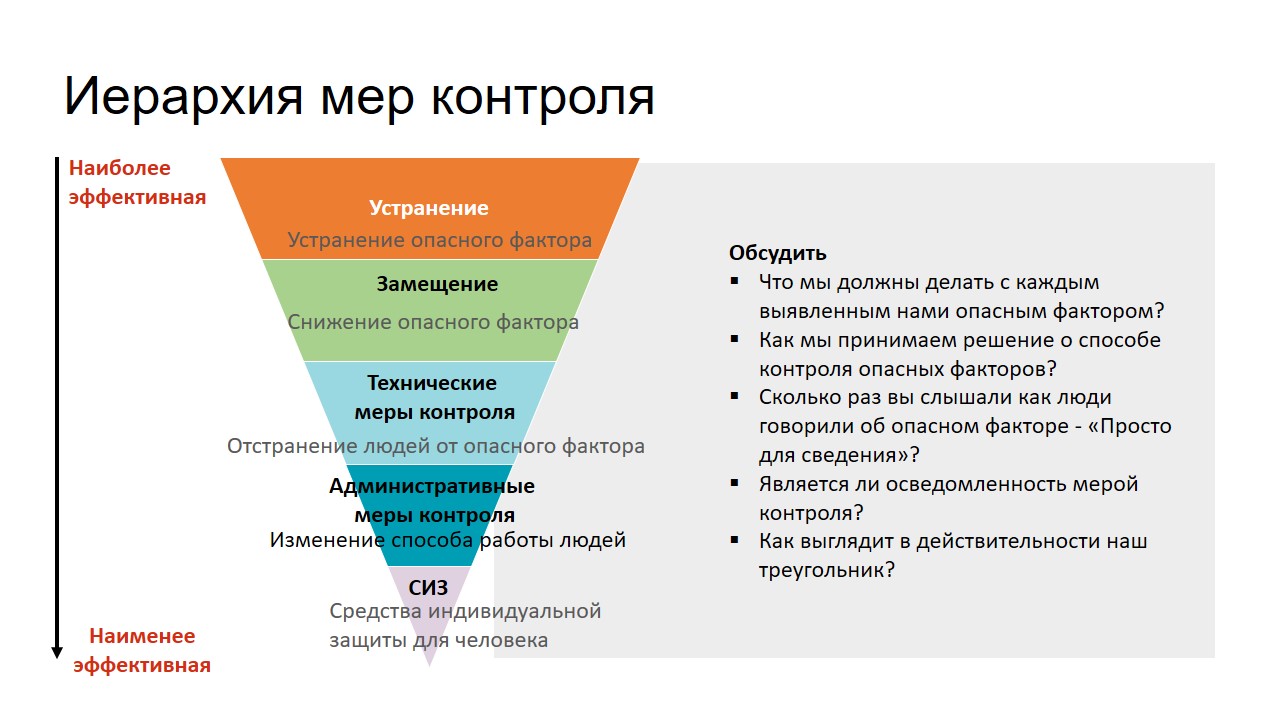 Иерархия мер контроля
Наиболее
эффективная
Устранение
Устранение опасного фактора
Замещение
Снижение опасного фактора
Технические
меры контроля
Отстранение людей от опасного фактора
Административные
меры контроля
Изменение способа работы людей
СИЗ
Средства индивидуальной
защиты для человека
Наименее
эффективная
Обсудить
▪ Что мы должны делать с каждым
выявленным нами опасным фактором?
▪ Как мы принимаем решение о способе
контроля опасных факторов?
▪ Сколько раз вы слышали как люди
говорили об опасном факторе - «Просто
для сведения»?
▪ Является ли осведомленность мерой
контроля?
▪ Как выглядит в действительности наш
треугольник?